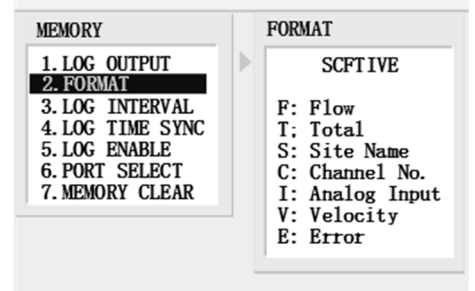 MEMORY
1. LOG OUTPUT
2. FORMAT
3. LOG INTERVAL
4. LOG TIME SYNC
5. LOG ENABLE
6. PORT SELECT
7. MEMORY CLEAR
FORMAT
SCFTIVE
F: Flow
T; Total
S: Site Name
C: Channel No.
I: Analog Input
V: Velocity
E: Error